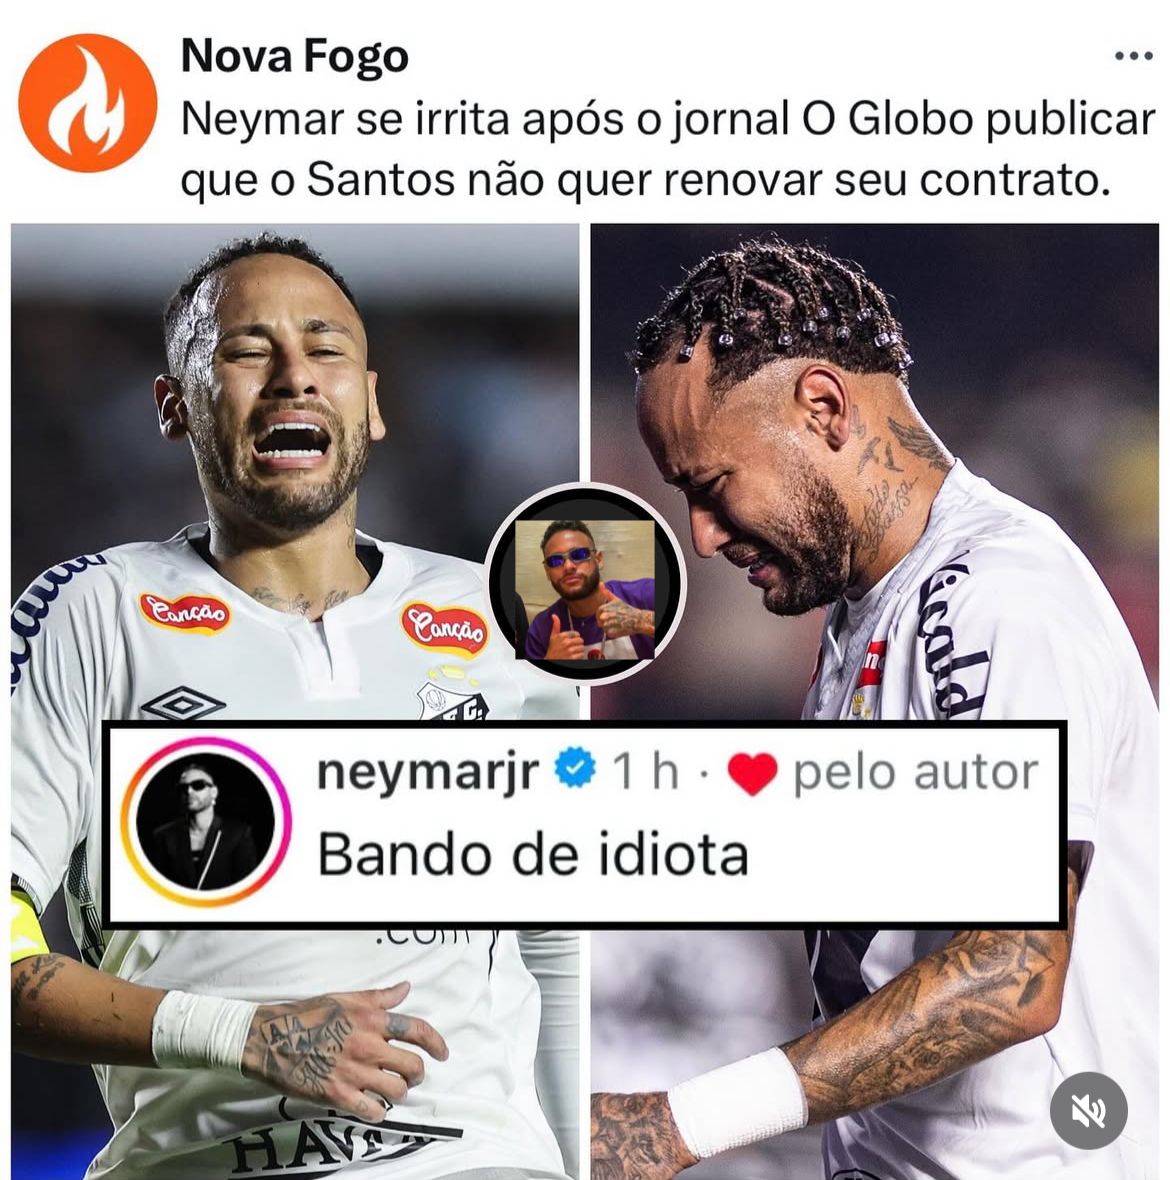 Nova Fogo
Neymar se irrita após o jornal O Globo publicar
que o Santos não quer renovar seu contrato.
Canção
Canção
neymarjr 1 h · ❤ pelo autor
Bando de idiota
.com
HAVAN